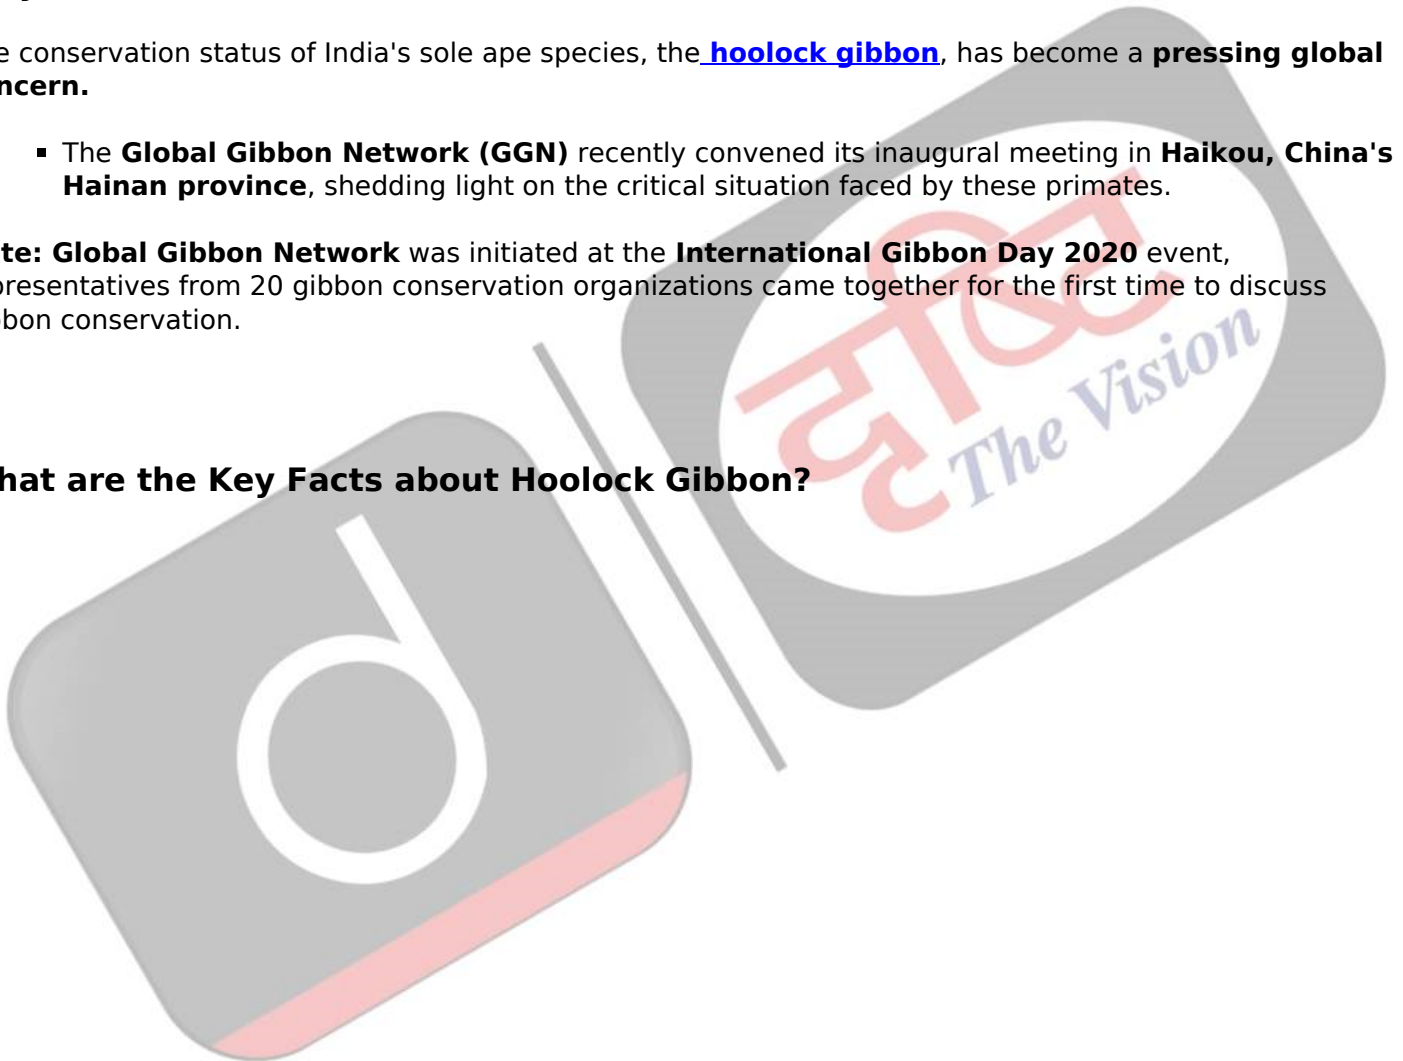 e conservation status of India's sole ape species, the hoolock gibbon, has become a pressing global
ncern.
▪ The Global Gibbon Network (GGN) recently convened its inaugural meeting in Haikou, China's
Hainan province, shedding light on the critical situation faced by these primates.
te: Global Gibbon Network was initiated at the International Gibbon Day 2020 event,
presentatives from 20 gibbon conservation organizations came together for the first time to discuss
bon conservation.
hat are the Key Facts about Hoolock Gibbon?
दृष्टि
The Vision
d